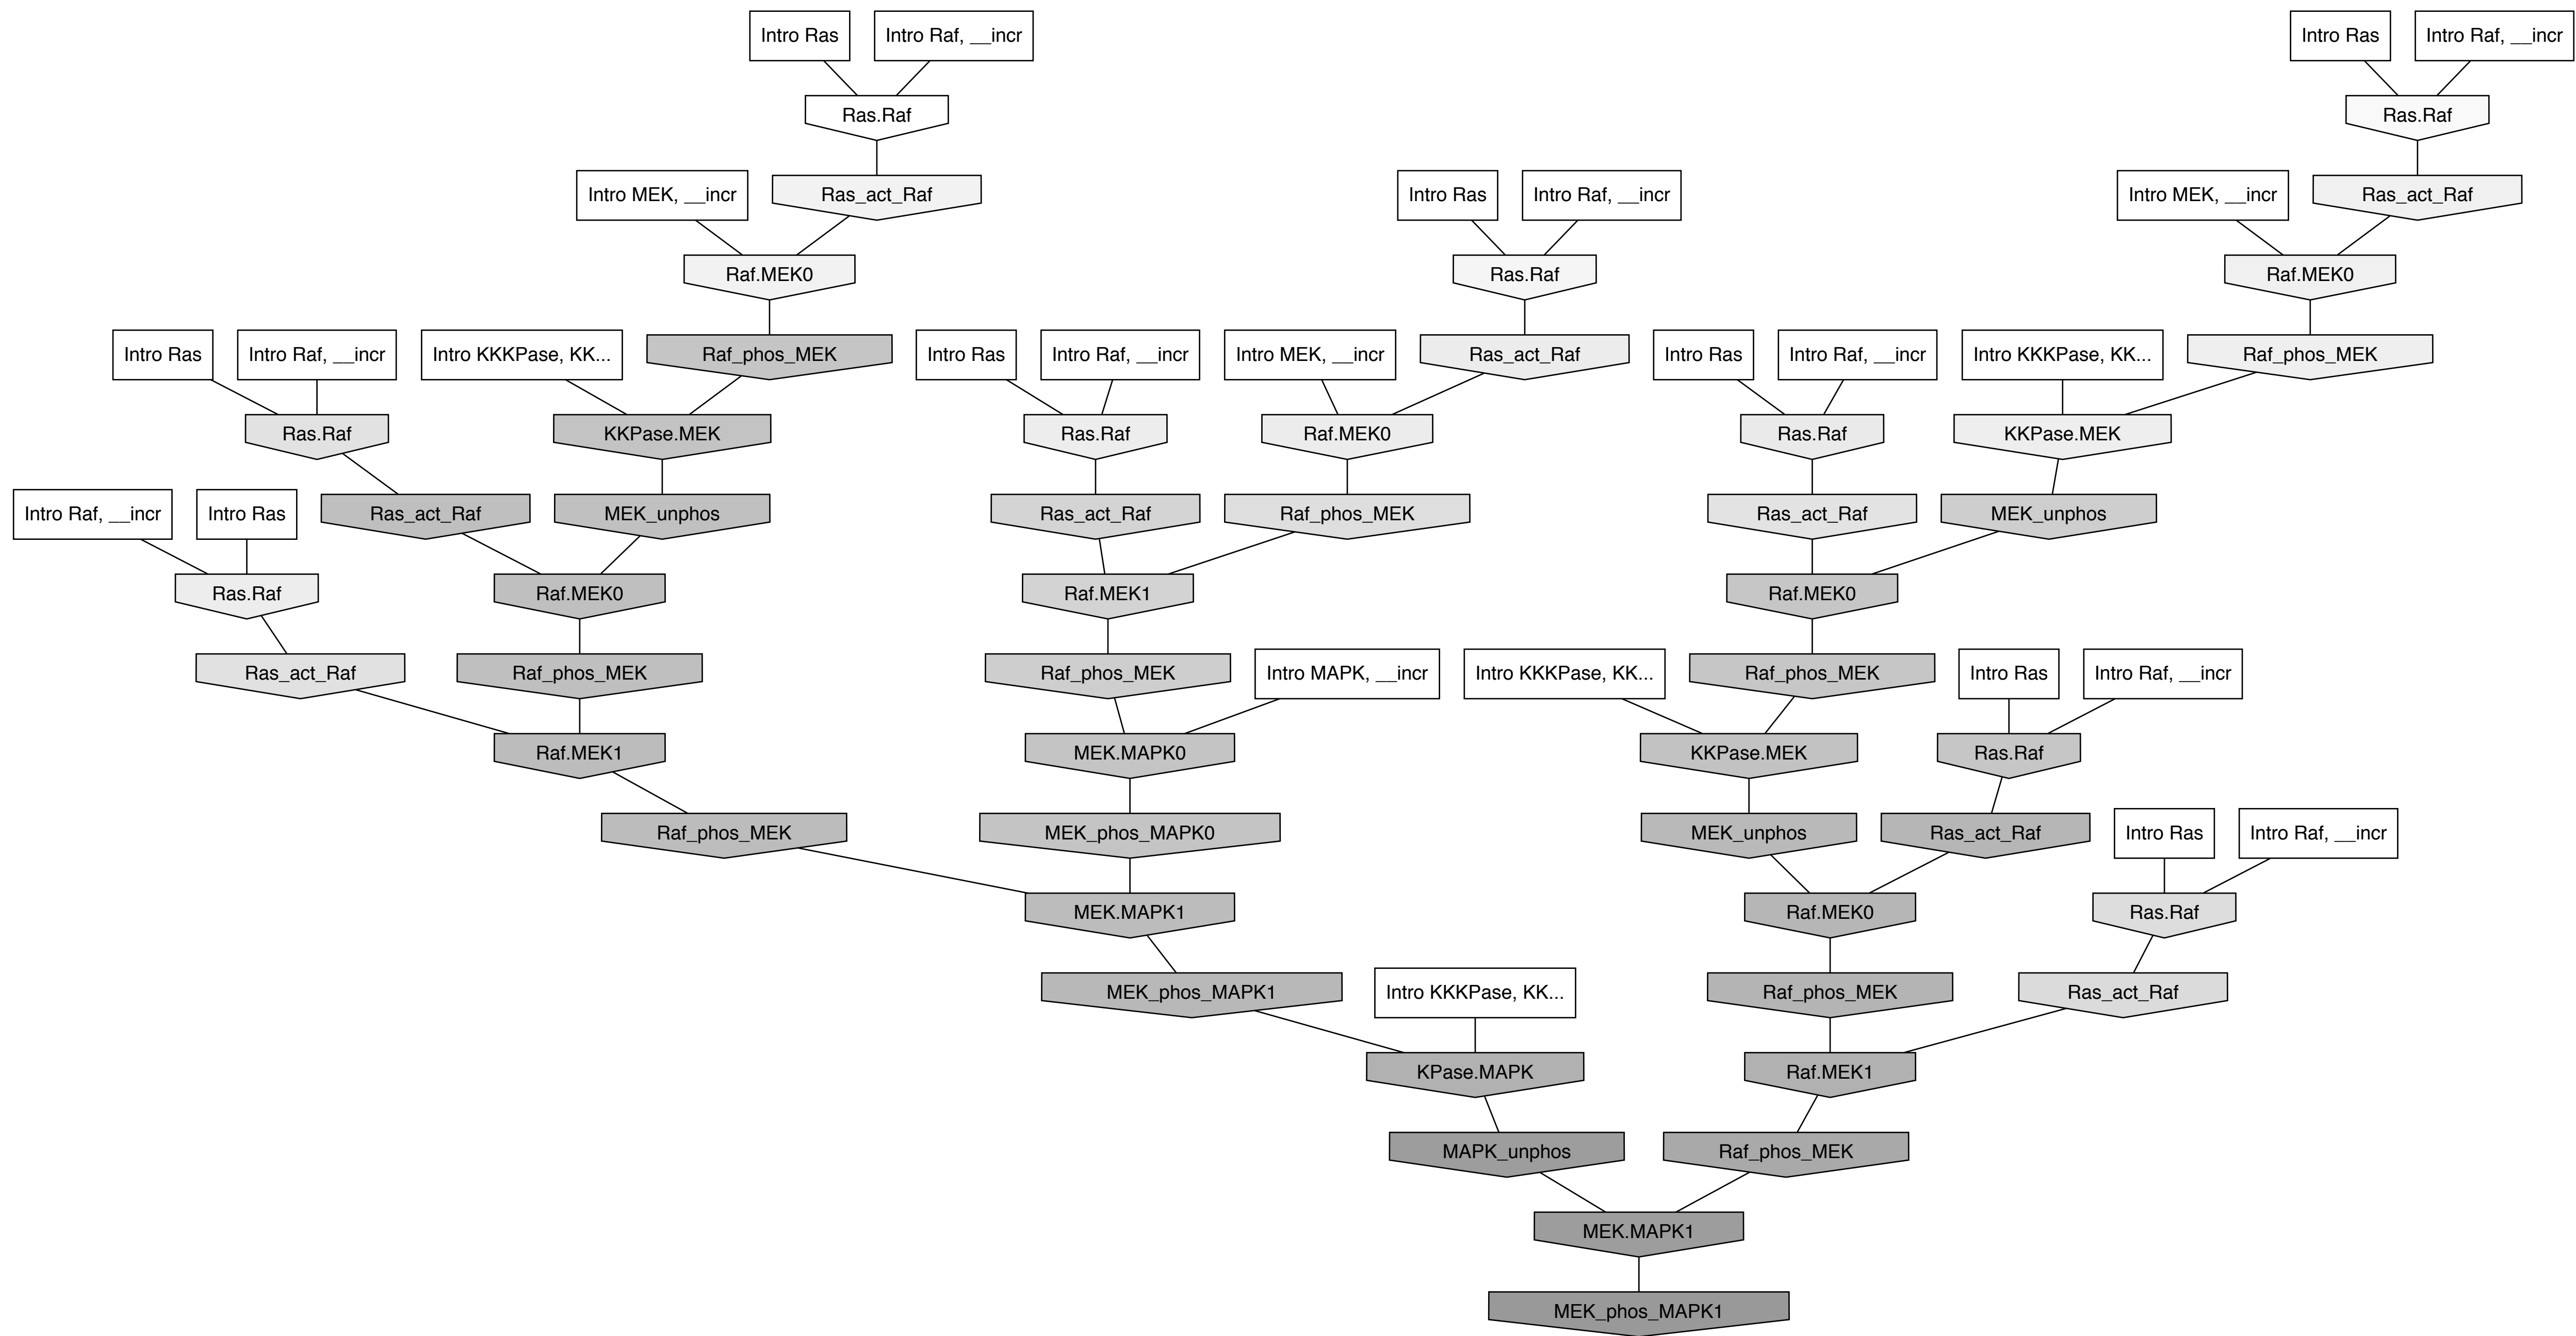 Intro Ras
Intro Raf, __incr
Intro Ras
Intro Raf, __incr
Ras.Raf
Ras.Raf
Intro MEK, __incr
Ras_act_Raf
Intro Ras
Intro Raf, __incr
Intro MEK, __incr
Ras_act_Raf
Raf.MEK0
Ras.Raf
Raf.MEK0
Intro Ras
Intro Raf, __incr
Intro KKKPase, KK...
Raf_phos_MEK
Intro Ras
Intro Raf, __incr
Intro MEK, __incr
Ras_act_Raf
Intro Ras
Intro Raf, __incr
Intro KKKPase, KK...
Raf_phos_MEK
Ras.Raf
KKPase.MEK
Ras.Raf
Raf.MEK0
Ras.Raf
KKPase.MEK
Intro Raf, __incr
Intro Ras
Ras_act_Raf
MEK_unphos
Ras_act_Raf
Raf_phos_MEK
Ras_act_Raf
MEK_unphos
Ras.Raf
Raf.MEK0
Raf.MEK1
Raf.MEK0
Ras_act_Raf
Raf_phos_MEK
Raf_phos_MEK
Intro MAPK, __incr
Intro KKKPase, KK...
Raf_phos_MEK
Intro Ras
Intro Raf, __incr
Raf.MEK1
MEK.MAPK0
KKPase.MEK
Ras.Raf
Raf_phos_MEK
MEK_phos_MAPK0
MEK_unphos
Ras_act_Raf
Intro Ras
Intro Raf, __incr
MEK.MAPK1
Raf.MEK0
Ras.Raf
MEK_phos_MAPK1
Intro KKKPase, KK...
Raf_phos_MEK
Ras_act_Raf
KPase.MAPK
Raf.MEK1
MAPK_unphos
Raf_phos_MEK
MEK.MAPK1
MEK_phos_MAPK1